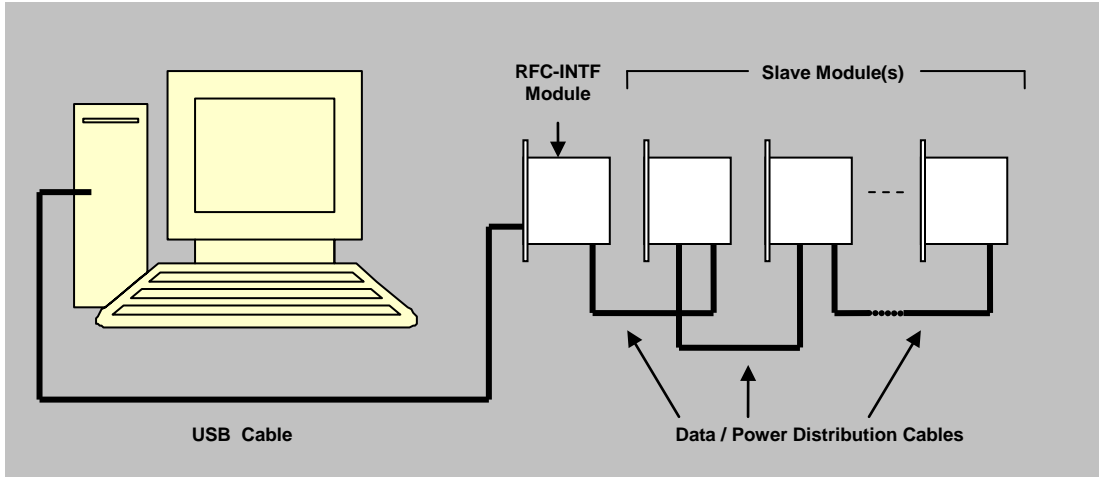 RFC-INTF
Module
Slave Module(s)
USB Cable
Data / Power Distribution Cables